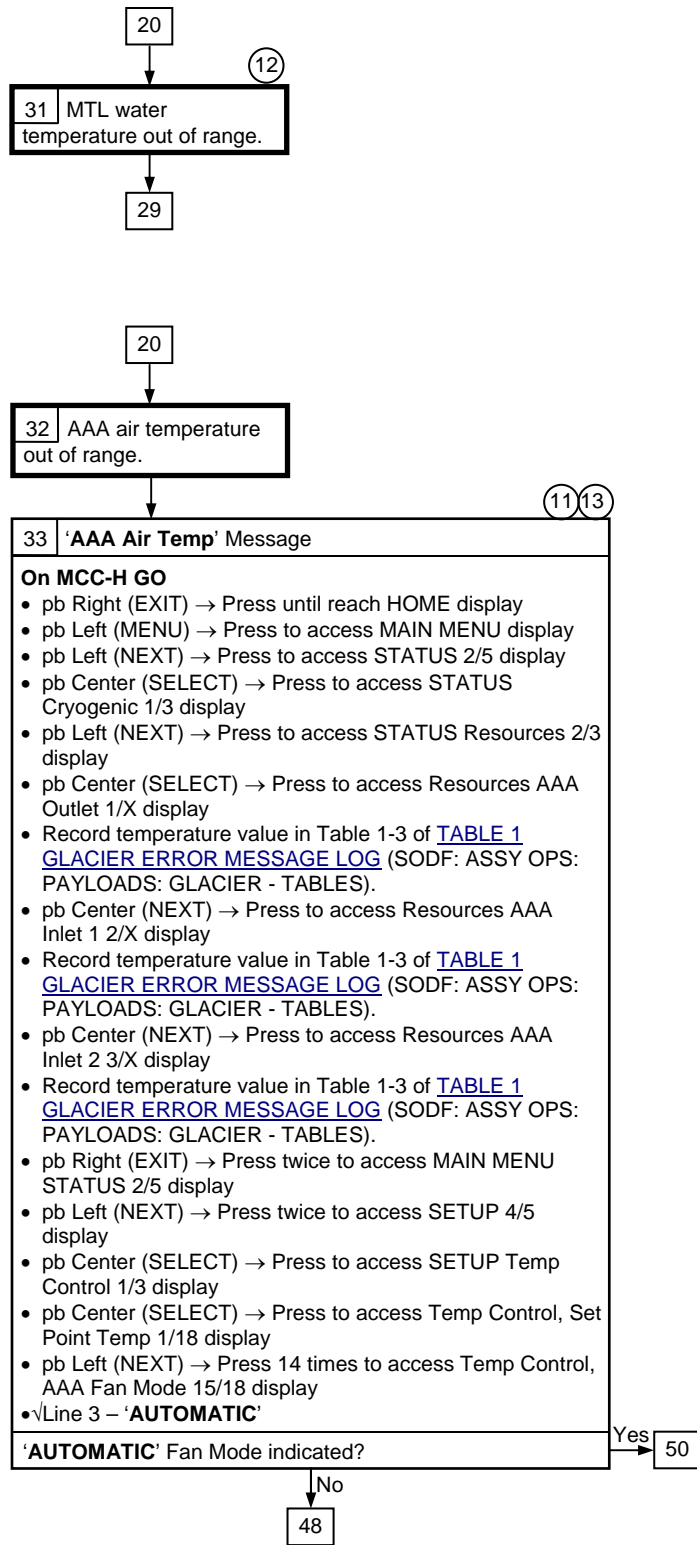 20
12
31 MTL water
temperature out of range.
29
20
32 AAA air temperature
out of range.
11 13
33 'AAA Air Temp' Message
On MCC-H GO
• pb Right (EXIT) → Press until reach HOME display
• pb Left (MENU) → Press to access MAIN MENU display
• pb Left (NEXT) → Press to access STATUS 2/5 display
• pb Center (SELECT) → Press to access STATUS
Cryogenic 1/3 display
• pb Left (NEXT) → Press to access STATUS Resources 2/3
display
• pb Center (SELECT) → Press to access Resources AAA
Outlet 1/X display
• Record temperature value in Table 1-3 of TABLE 1
GLACIER ERROR MESSAGE LOG (SODF: ASSY OPS:
PAYLOADS: GLACIER - TABLES).
• pb Center (NEXT) → Press to access Resources AAA
Inlet 1 2/X display
• Record temperature value in Table 1-3 of TABLE 1
GLACIER ERROR MESSAGE LOG (SODF: ASSY OPS:
PAYLOADS: GLACIER - TABLES).
• pb Center (NEXT) → Press to access Resources AAA
Inlet 2 3/X display
• Record temperature value in Table 1-3 of TABLE 1
GLACIER ERROR MESSAGE LOG (SODF: ASSY OPS:
PAYLOADS: GLACIER - TABLES).
• pb Right (EXIT) → Press twice to access MAIN MENU
STATUS 2/5 display
• pb Left (NEXT) → Press twice to access SETUP 4/5
display
• pb Center (SELECT) → Press to access SETUP Temp
Control 1/3 display
• pb Center (SELECT) → Press to access Temp Control, Set
Point Temp 1/18 display
• pb Left (NEXT) → Press 14 times to access Temp Control,
AAA Fan Mode 15/18 display
•√Line 3 – 'AUTOMATIC'
'AUTOMATIC' Fan Mode indicated?
Yes
50
No
48